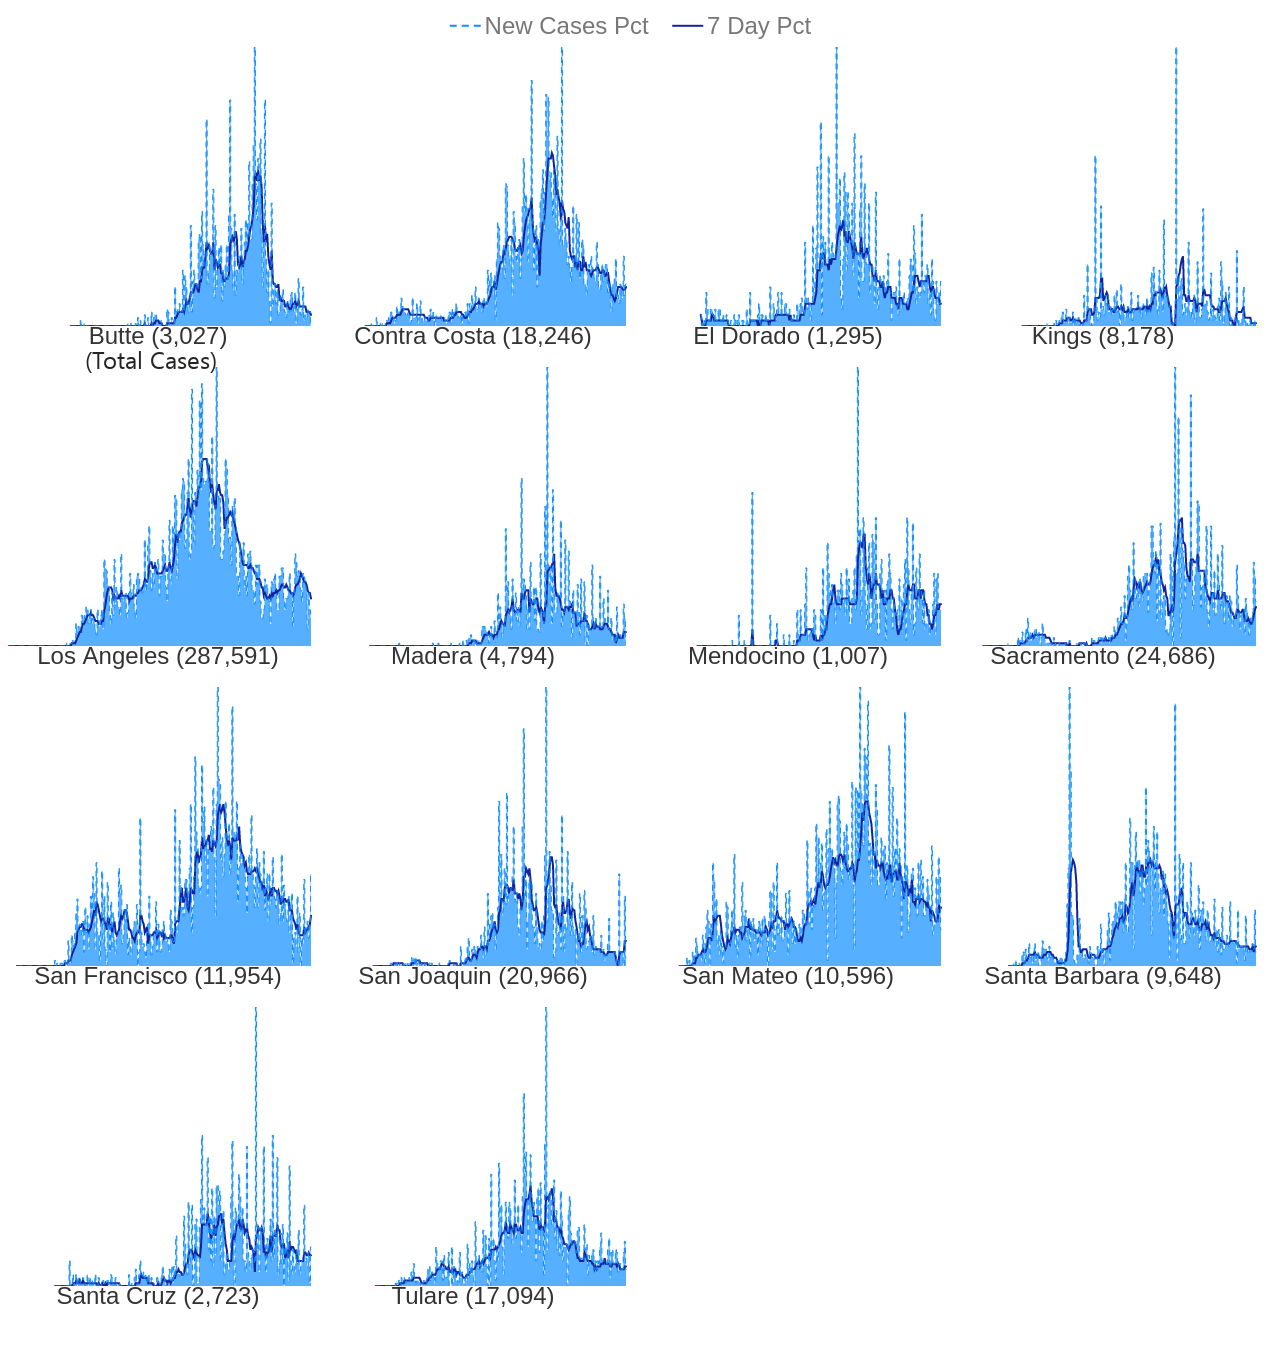 New Cases Pct 7 Day Pct
Butte (3,027) Contra Costa (18,246) El Dorado (1,295) Kings (8,178)
(Total Cases)
Los Angeles (287,591) Madera (4,794) Mendocino (1,007) Sacramento (24,686)
San Francisco (11,954) San Joaquin (20,966) San Mateo (10,596) Santa Barbara (9,648)
Santa Cruz (2,723) Tulare (17,094)